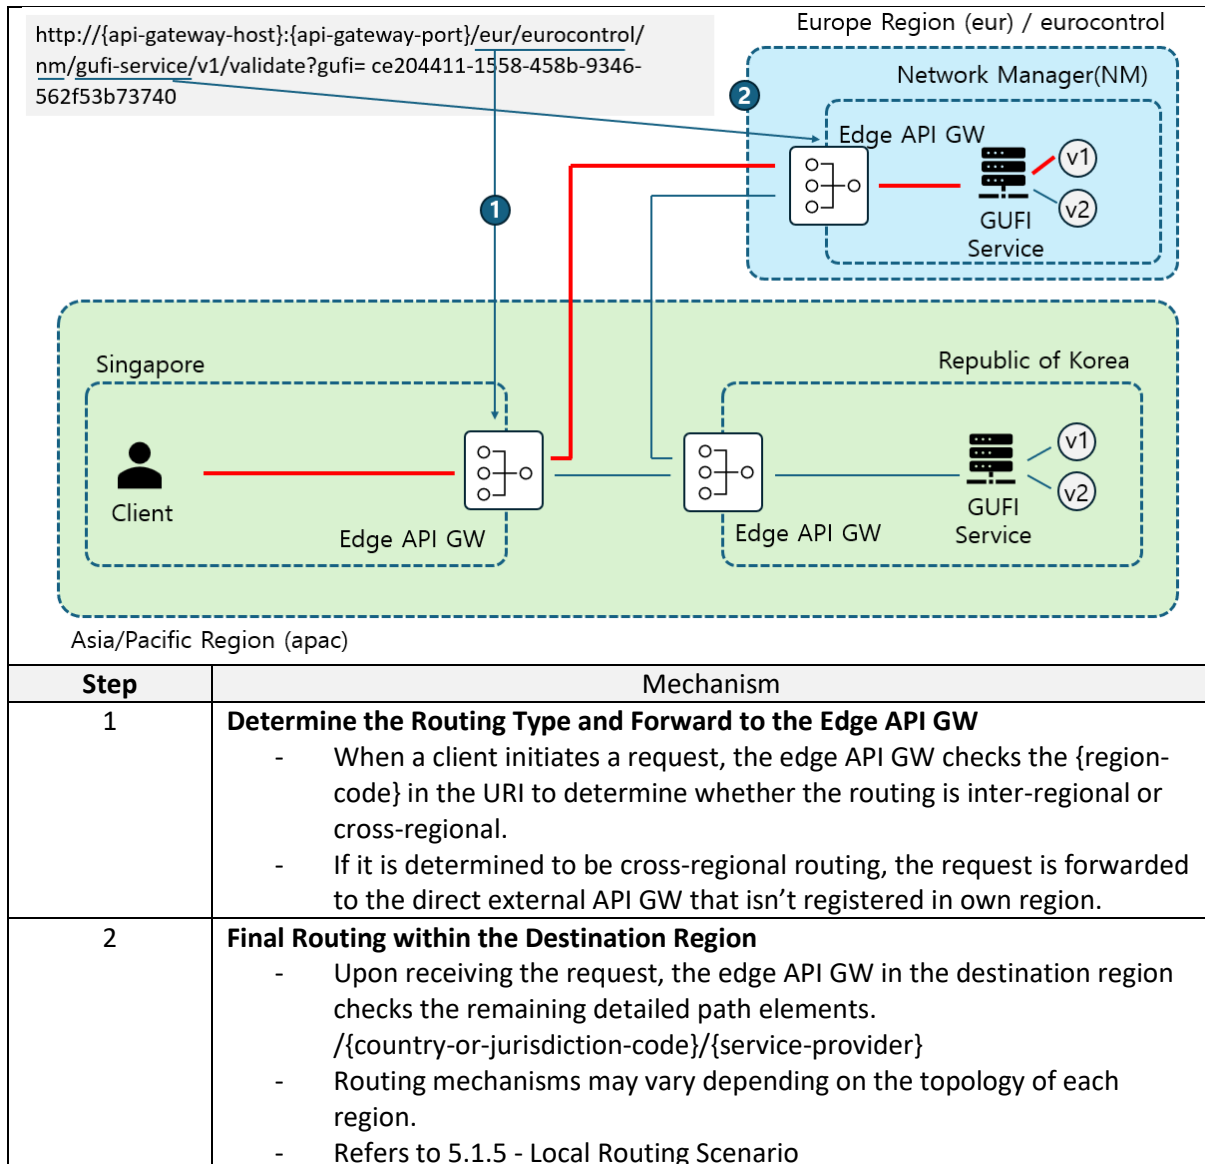 Europe Region (eur) / eurocontrol
http://{api-gateway-host}:{api-gateway-port}/eur/eurocontrol/
nm/gufi-service/v1/validate?gufi= ce204411-1558-458b-9346-
562f53b73740
Network Manager(NM)
2
Edge API GW
v1
v2
GUFI
Service
1
Singapore
Republic of Korea
Client
Edge API GW
Edge API GW
v1
v2
GUFI
Service
Asia/Pacific Region (apac)
Step Mechanism
1 Determine the Routing Type and Forward to the Edge API GW
- When a client initiates a request, the edge API GW checks the {region-
code} in the URI to determine whether the routing is inter-regional or
cross-regional.
- If it is determined to be cross-regional routing, the request is forwarded
to the direct external API GW that isn’t registered in own region.
2 Final Routing within the Destination Region
- Upon receiving the request, the edge API GW in the destination region
checks the remaining detailed path elements.
/{country-or-jurisdiction-code}/{service-provider}
- Routing mechanisms may vary depending on the topology of each
region.
- Refers to 5.1.5 - Local Routing Scenario